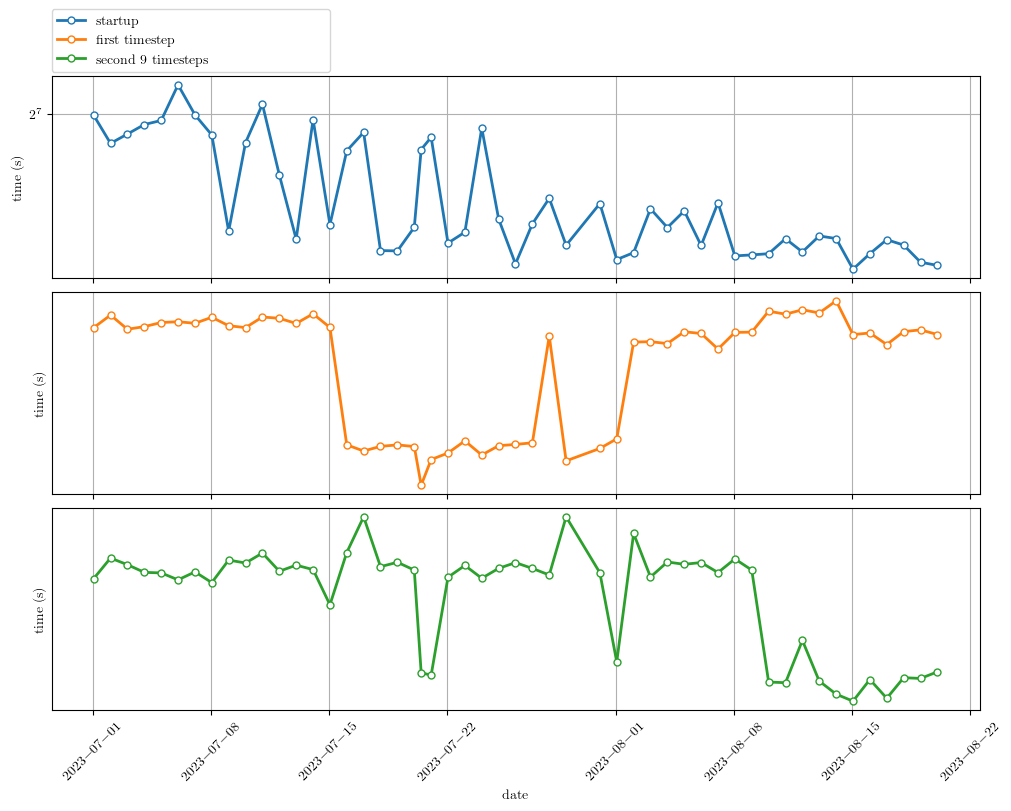 startup
first timestep
second 9 timesteps
2^7
time (s)
time (s)
time (s)
2023−07−01
2023−07−08
2023−07−15
2023−07−22
2023−08−01
2023−08−08
2023−08−15
2023−08−22
date